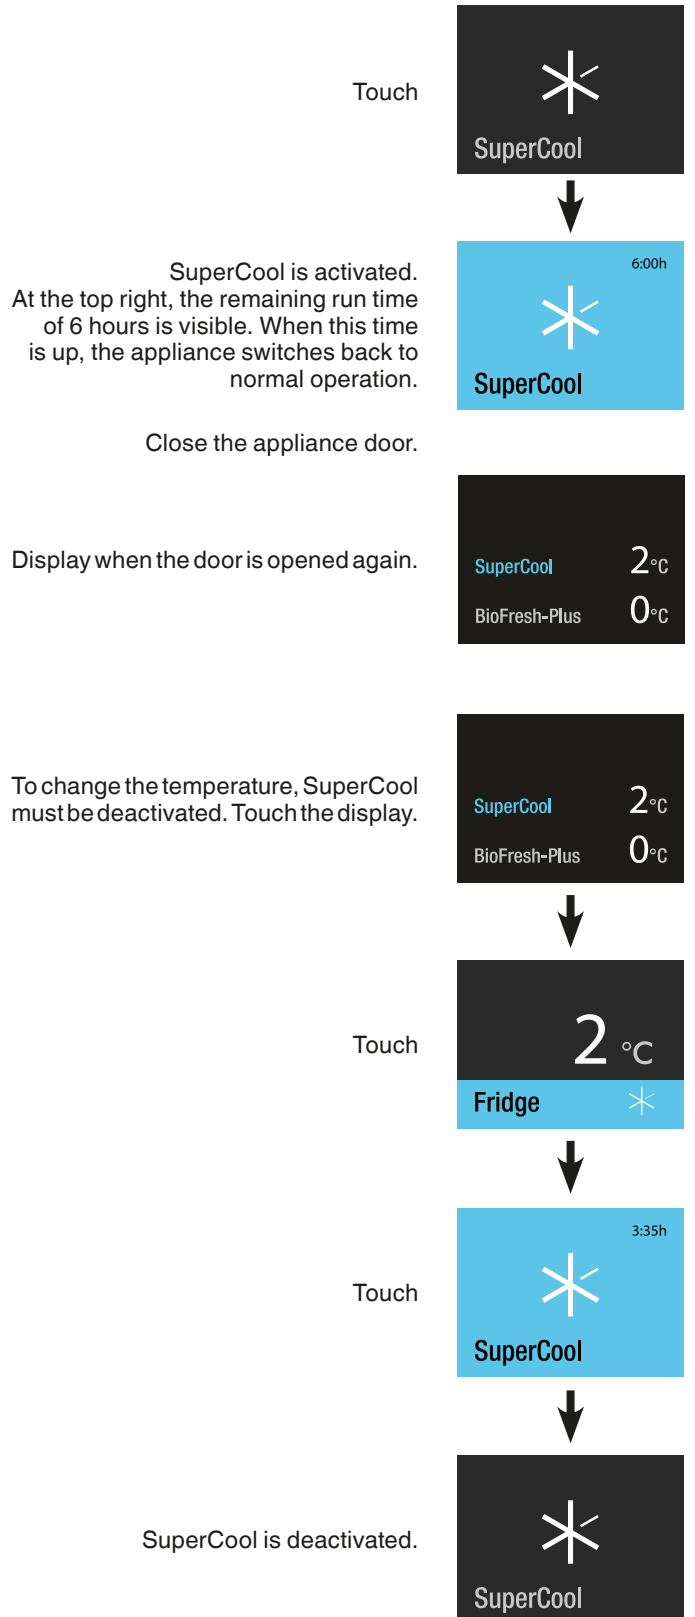 Touch
SuperCool
6:00h
SuperCool is activated.
At the top right, the remaining run time
of 6 hours is visible. When this time
is up, the appliance switches back to
normal operation.
SuperCool
Close the appliance door.
Display when the door is opened again.
SuperCool 2°C
BioFresh-Plus 0°C
To change the temperature, SuperCool
must be deactivated. Touch the display.
SuperCool 2°C
BioFresh-Plus 0°C
Touch
2 °C
Fridge
3:35h
Touch
SuperCool
SuperCool is deactivated.
SuperCool